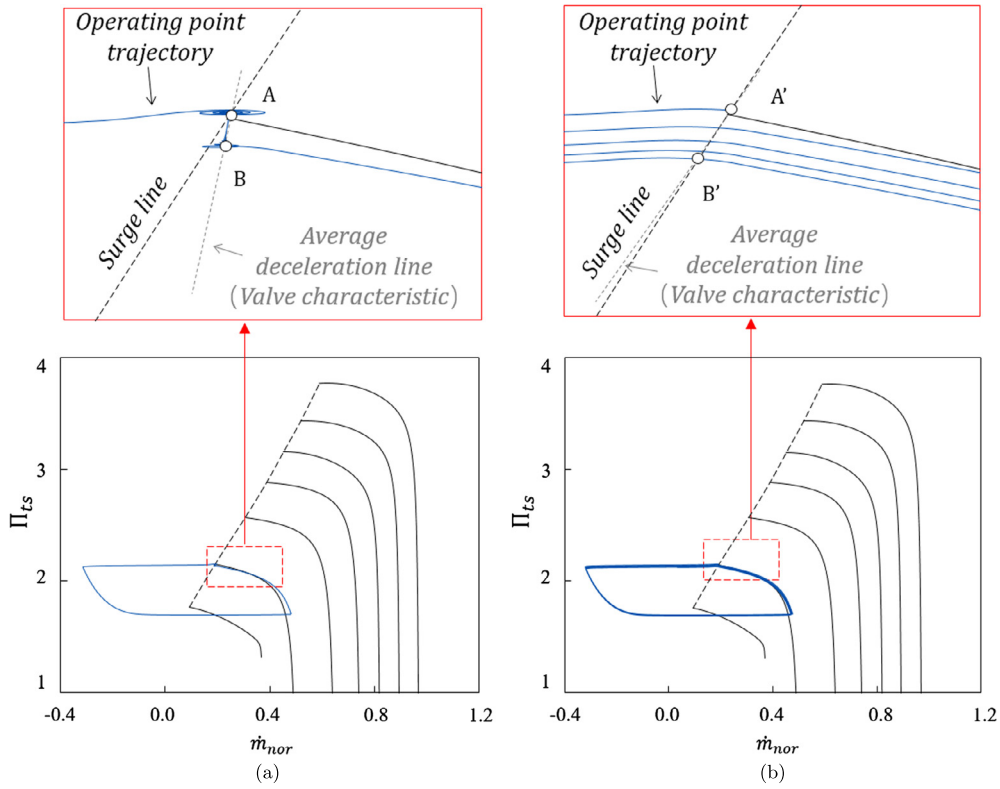 Operating point
trajectory
A
B
Surge line
Average
deceleration line
(Valve characteristic)
Operating point
trajectory
A'
B'
Surge line
Average
deceleration line
(Valve characteristic)
4
3
2
1
Π_ts
-0.4 0.0 0.4 0.8 1.2
ṁ_nor
(a)
4
3
2
1
Π_ts
-0.4 0.0 0.4 0.8 1.2
ṁ_nor
(b)